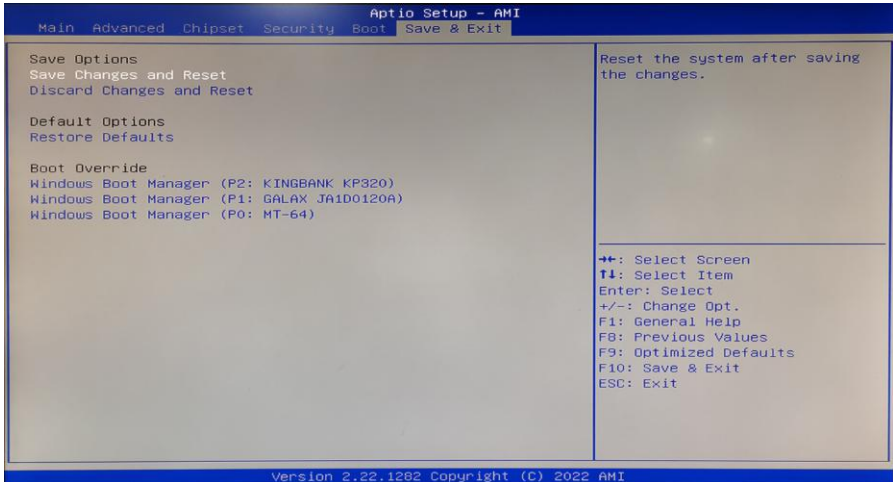 Aptio Setup - AMI
Main Advanced Chipset Security Boot Save & Exit
Save Options
Save Changes and Reset
Discard Changes and Reset
Default Options
Restore Defaults
Boot Override
Windows Boot Manager (P2: KINGBANK KP320)
Windows Boot Manager (P1: GALAX JA1D0120A)
Windows Boot Manager (P0: MT-64)
Reset the system after saving
the changes.
→←: Select Screen
↑↓: Select Item
Enter: Select
+/-: Change Opt.
F1: General Help
F8: Previous Values
F9: Optimized Defaults
F10: Save & Exit
ESC: Exit
Version 2.22.1282 Copyright (C) 2022 AMI